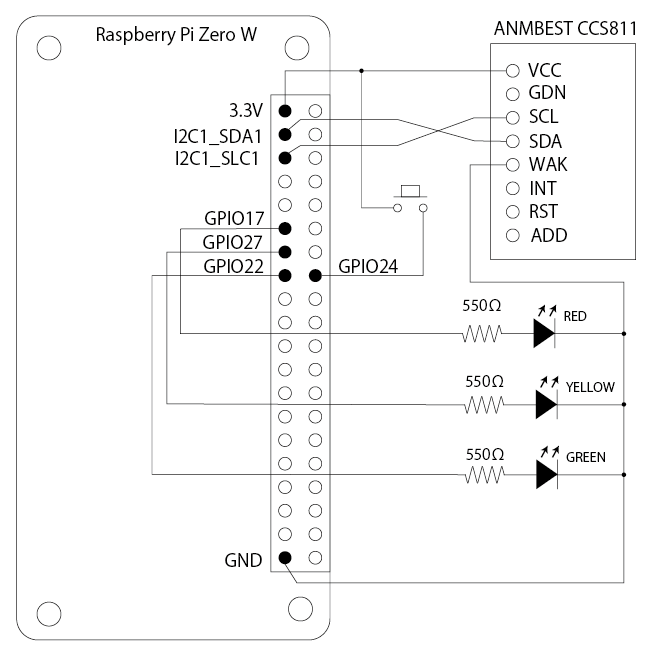 Raspberry Pi Zero W
ANMBEST CCS811
VCC
GDN
SCL
SDA
WAK
INT
RST
ADD
3.3V
I2C1_SDA1
I2C1_SLC1
GPIO17
GPIO27
GPIO22
GPIO24
550Ω
RED
550Ω
YELLOW
550Ω
GREEN
GND